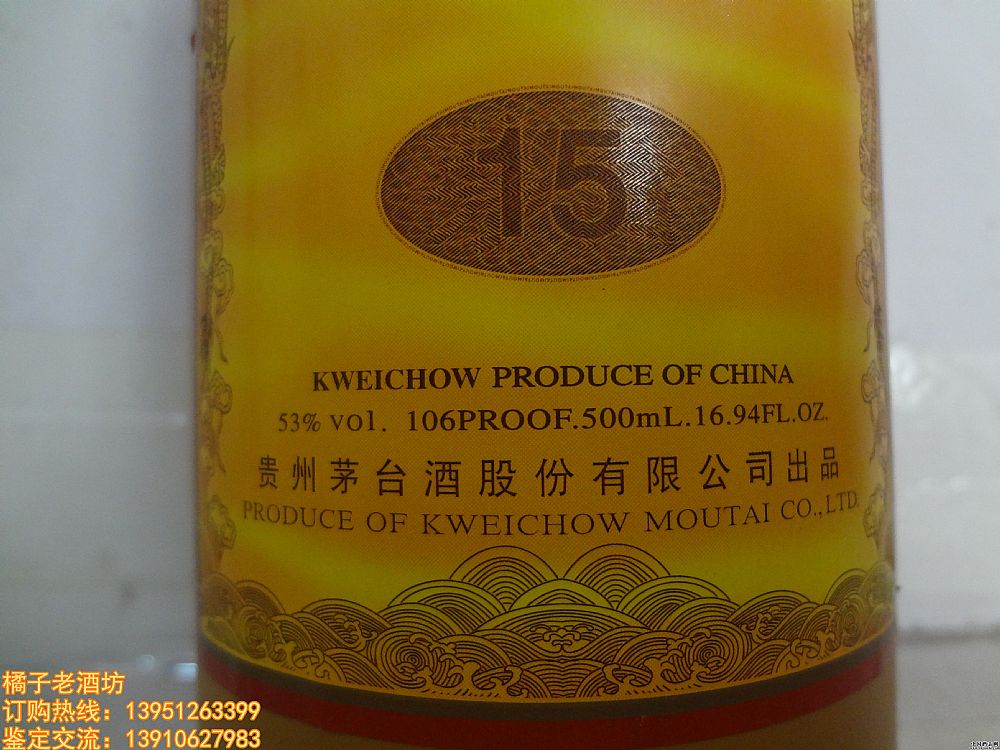 15
KWEICHOW PRODUCE OF CHINA
53% vol. 106PROOF.500mL.16.94FL.OZ.
贵州茅台酒股份有限公司出品
PRODUCE OF KWEICHOW MOUTAI CO.,LTD.
橘子老酒坊
订购热线：13951263399
鉴定交流：13910627983